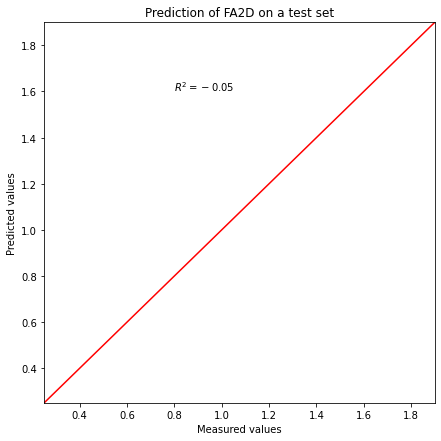 Prediction of FA2D on a test set
1.8
1.6
1.4
1.2
1.0
0.8
0.6
0.4
R² = −0.05
Predicted values
0.4 0.6 0.8 1.0 1.2 1.4 1.6 1.8
Measured values